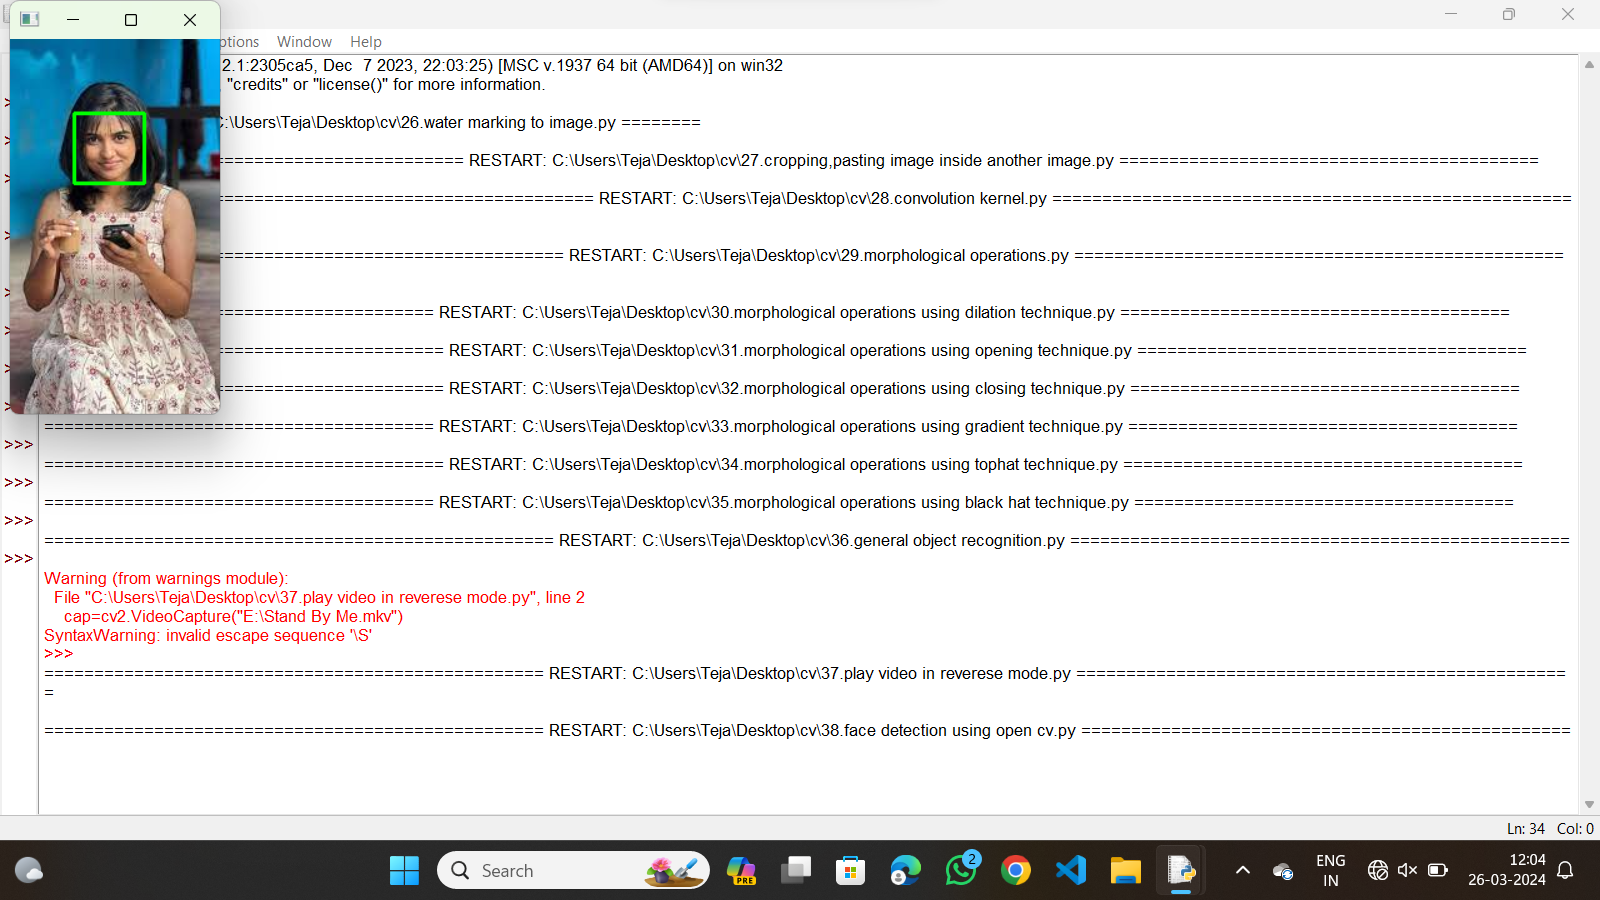 ptions Window Help
2.1:2305ca5, Dec  7 2023, 22:03:25) [MSC v.1937 64 bit (AMD64)] on win32
, "credits" or "license()" for more information.
C:\Users\Teja\Desktop\cv\26.water marking to image.py ========
========================= RESTART: C:\Users\Teja\Desktop\cv\27.cropping,pasting image inside another image.py ==========================================
====================================== RESTART: C:\Users\Teja\Desktop\cv\28.convolution kernel.py ====================================================
=================================== RESTART: C:\Users\Teja\Desktop\cv\29.morphological operations.py =================================================
====================== RESTART: C:\Users\Teja\Desktop\cv\30.morphological operations using dilation technique.py =======================================
======================= RESTART: C:\Users\Teja\Desktop\cv\31.morphological operations using opening technique.py =======================================
======================= RESTART: C:\Users\Teja\Desktop\cv\32.morphological operations using closing technique.py =======================================
======================================= RESTART: C:\Users\Teja\Desktop\cv\33.morphological operations using gradient technique.py =======================================
>>>
======================================== RESTART: C:\Users\Teja\Desktop\cv\34.morphological operations using tophat technique.py ========================================
>>>
======================================= RESTART: C:\Users\Teja\Desktop\cv\35.morphological operations using black hat technique.py ======================================
>>>
=================================================== RESTART: C:\Users\Teja\Desktop\cv\36.general object recognition.py ==================================================
>>>
Warning (from warnings module):
File "C:\Users\Teja\Desktop\cv\37.play video in reverese mode.py", line 2
cap=cv2.VideoCapture("E:\Stand By Me.mkv")
SyntaxWarning: invalid escape sequence '\S'
>>>
================================================== RESTART: C:\Users\Teja\Desktop\cv\37.play video in reverese mode.py =================================================
=
================================================== RESTART: C:\Users\Teja\Desktop\cv\38.face detection using open cv.py =================================================
Ln: 34 Col: 0
Search
PRE
2
ENG
IN
12:04
26-03-2024